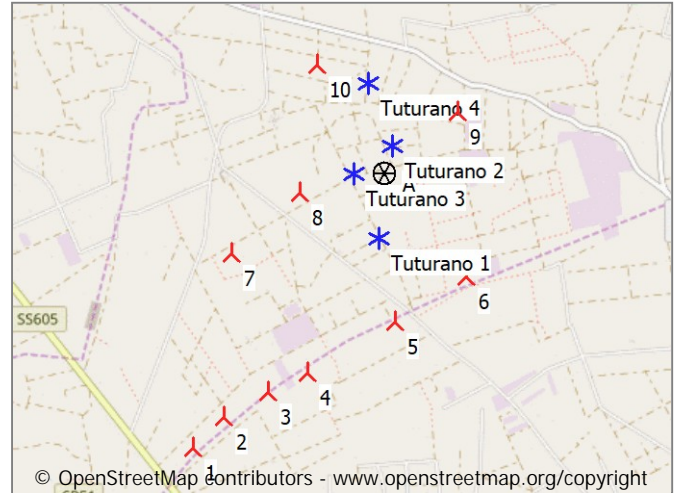 10
Tuturano 4
9
Tuturano 2
A
Tuturano 3
8
Tuturano 1
7
6
SS605
5
4
3
2
1
© OpenStreetMap contributors - www.openstreetmap.org/copyright